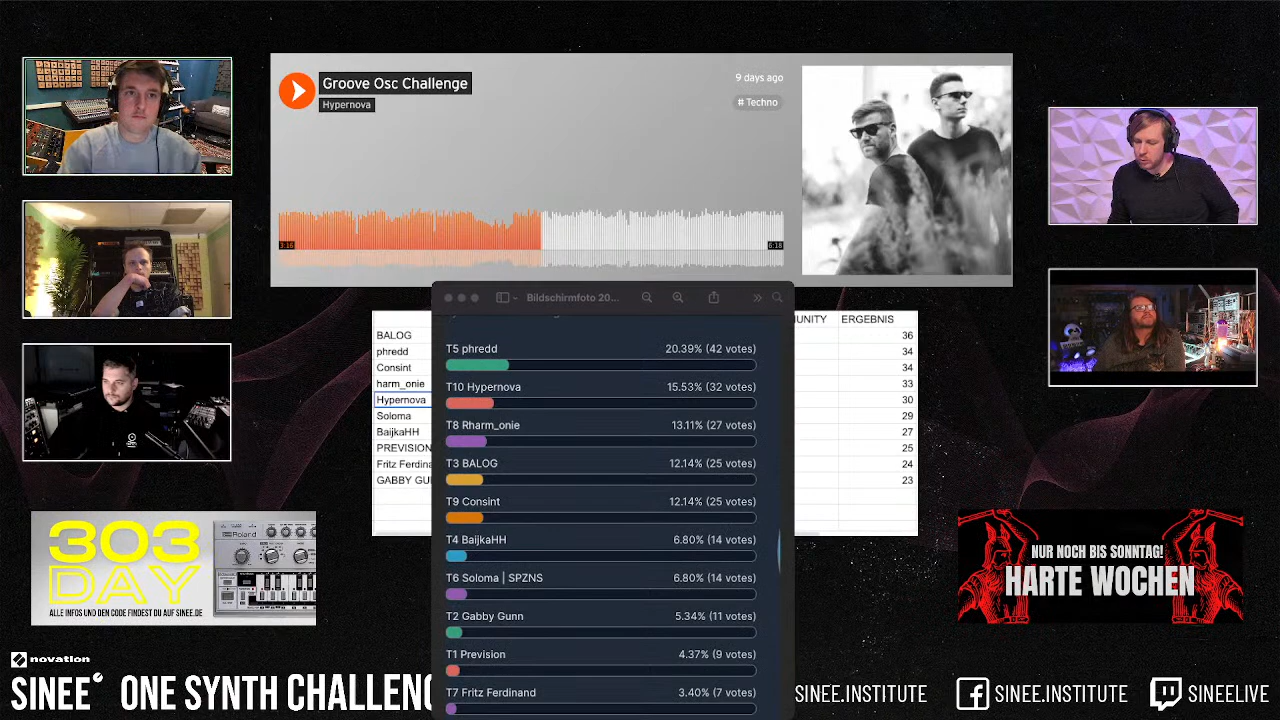 Groove Osc Challenge
Hypernova
9 days ago
# Techno
3:16
6:18
Bildschirmfoto 20...
T5 phredd 20.39% (42 votes)
T10 Hypernova 15.53% (32 votes)
T8 Rharm_onie 13.11% (27 votes)
T3 BALOG 12.14% (25 votes)
T9 Consint 12.14% (25 votes)
T4 BaijkaHH 6.80% (14 votes)
T6 Soloma | SPZNS 6.80% (14 votes)
T2 Gabby Gunn 5.34% (11 votes)
T1 Prevision 4.37% (9 votes)
T7 Fritz Ferdinand 3.40% (7 votes)
UNITY ERGEBNIS
BALOG 36
phredd 34
Consint 34
harm_onie 33
Hypernova 30
Soloma 29
BaijkaHH 27
PREVISION 25
Fritz Ferdina 24
GABBY GU 23
303
DAY
ALLE INFOS UND DEN CODE FINDEST DU AUF SINEE.DE
Roland
NUR NOCH BIS SONNTAG!
HARTE WOCHEN
novation
SINEE ONE SYNTH CHALLENG
SINEE.INSTITUTE
SINEE.INSTITUTE
SINEELIVE